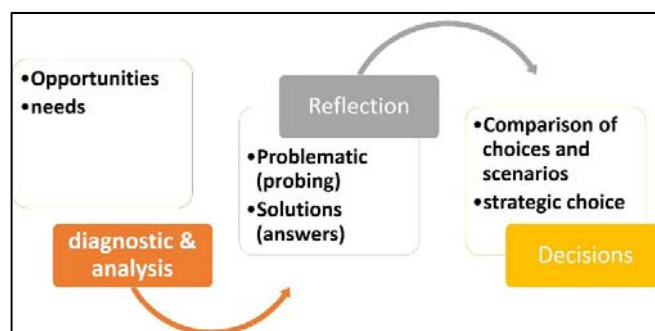 •Opportunities
•needs
diagnostic &
analysis
Reflection
•Problematic
(probing)
•Solutions
(answers)
•Comparison of
choices and
scenarios
•strategic choice
Decisions